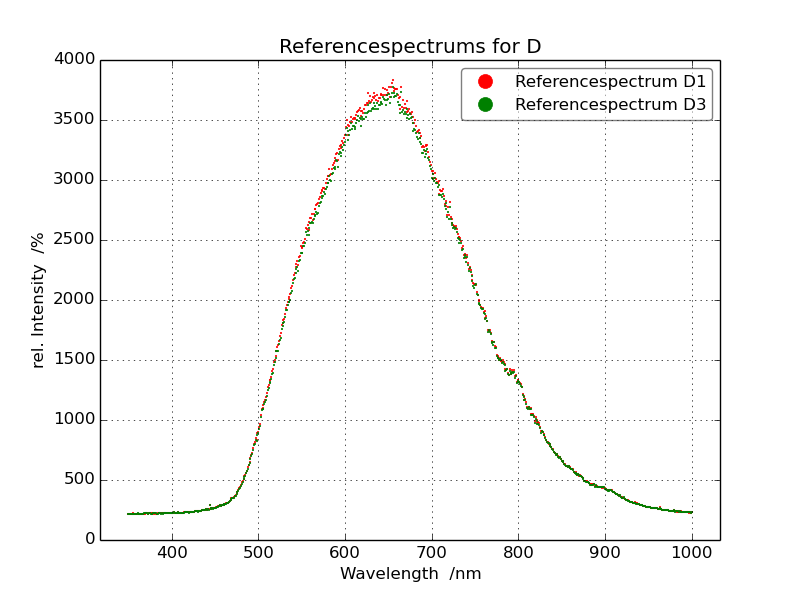 Referencespectrums for D
Referencespectrum D1
Referencespectrum D3
4000
3500
3000
2500
2000
1500
1000
500
0
rel. Intensity /%
400 500 600 700 800 900 1000
Wavelength /nm